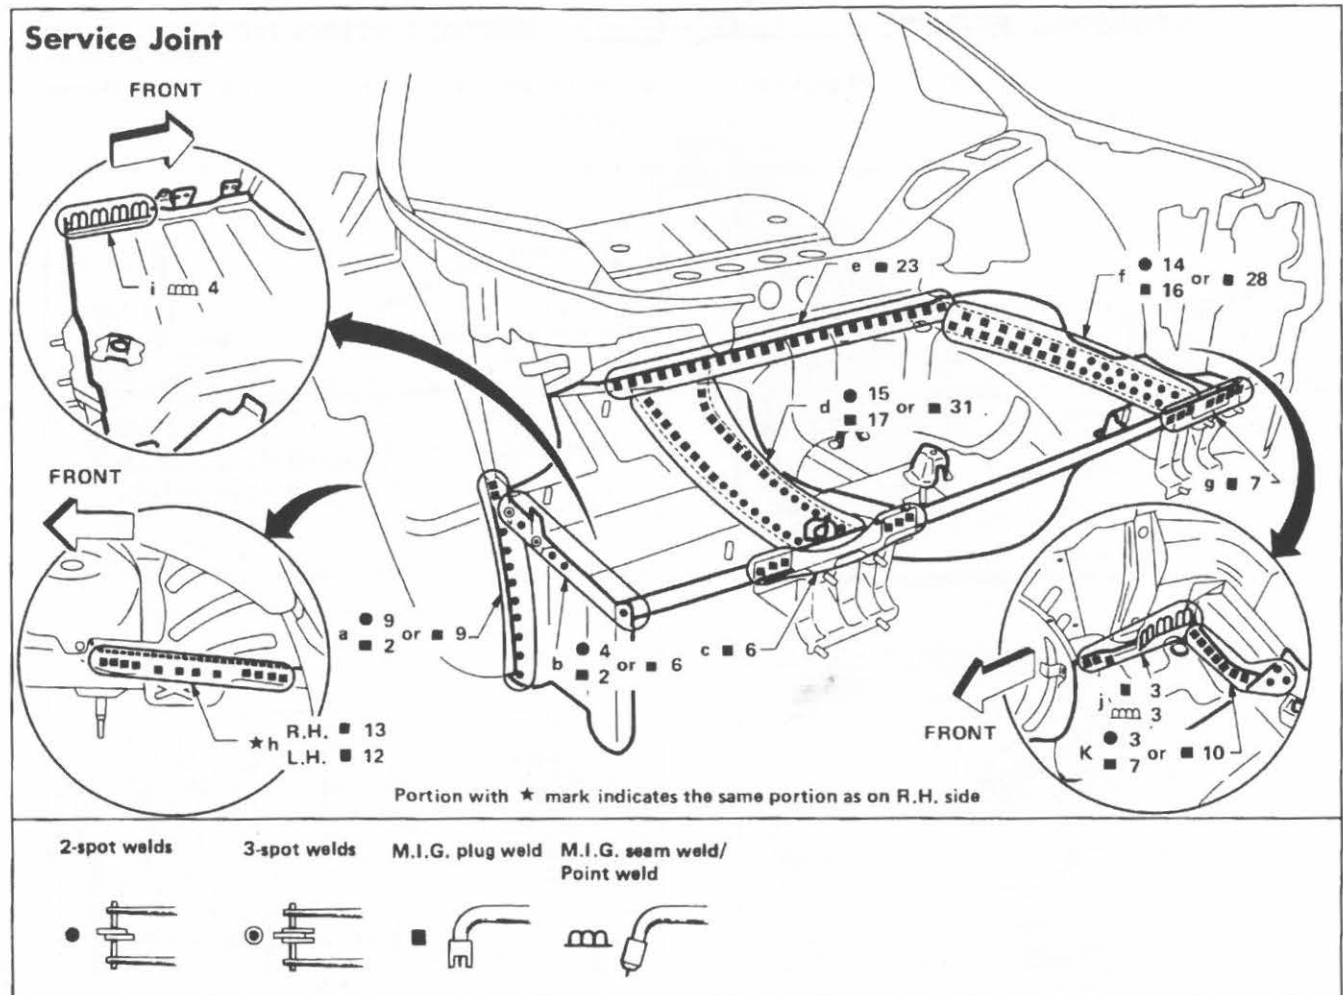 Service Joint
FRONT
i 4
e ■ 23
f ● 14 or ■ 28
■ 16
d ● 15 or ■ 31
■ 17
g ■ 7
FRONT
a ● 9 or ■ 9
■ 2
b ● 4 or ■ 6
■ 2
c ■ 6
★ h R.H. ■ 13
L.H. ■ 12
FRONT
j ■ 3
3
K ● 3 or ■ 10
■ 7
Portion with ★ mark indicates the same portion as on R.H. side
2-spot welds
3-spot welds
M.I.G. plug weld
M.I.G. seam weld/
Point weld